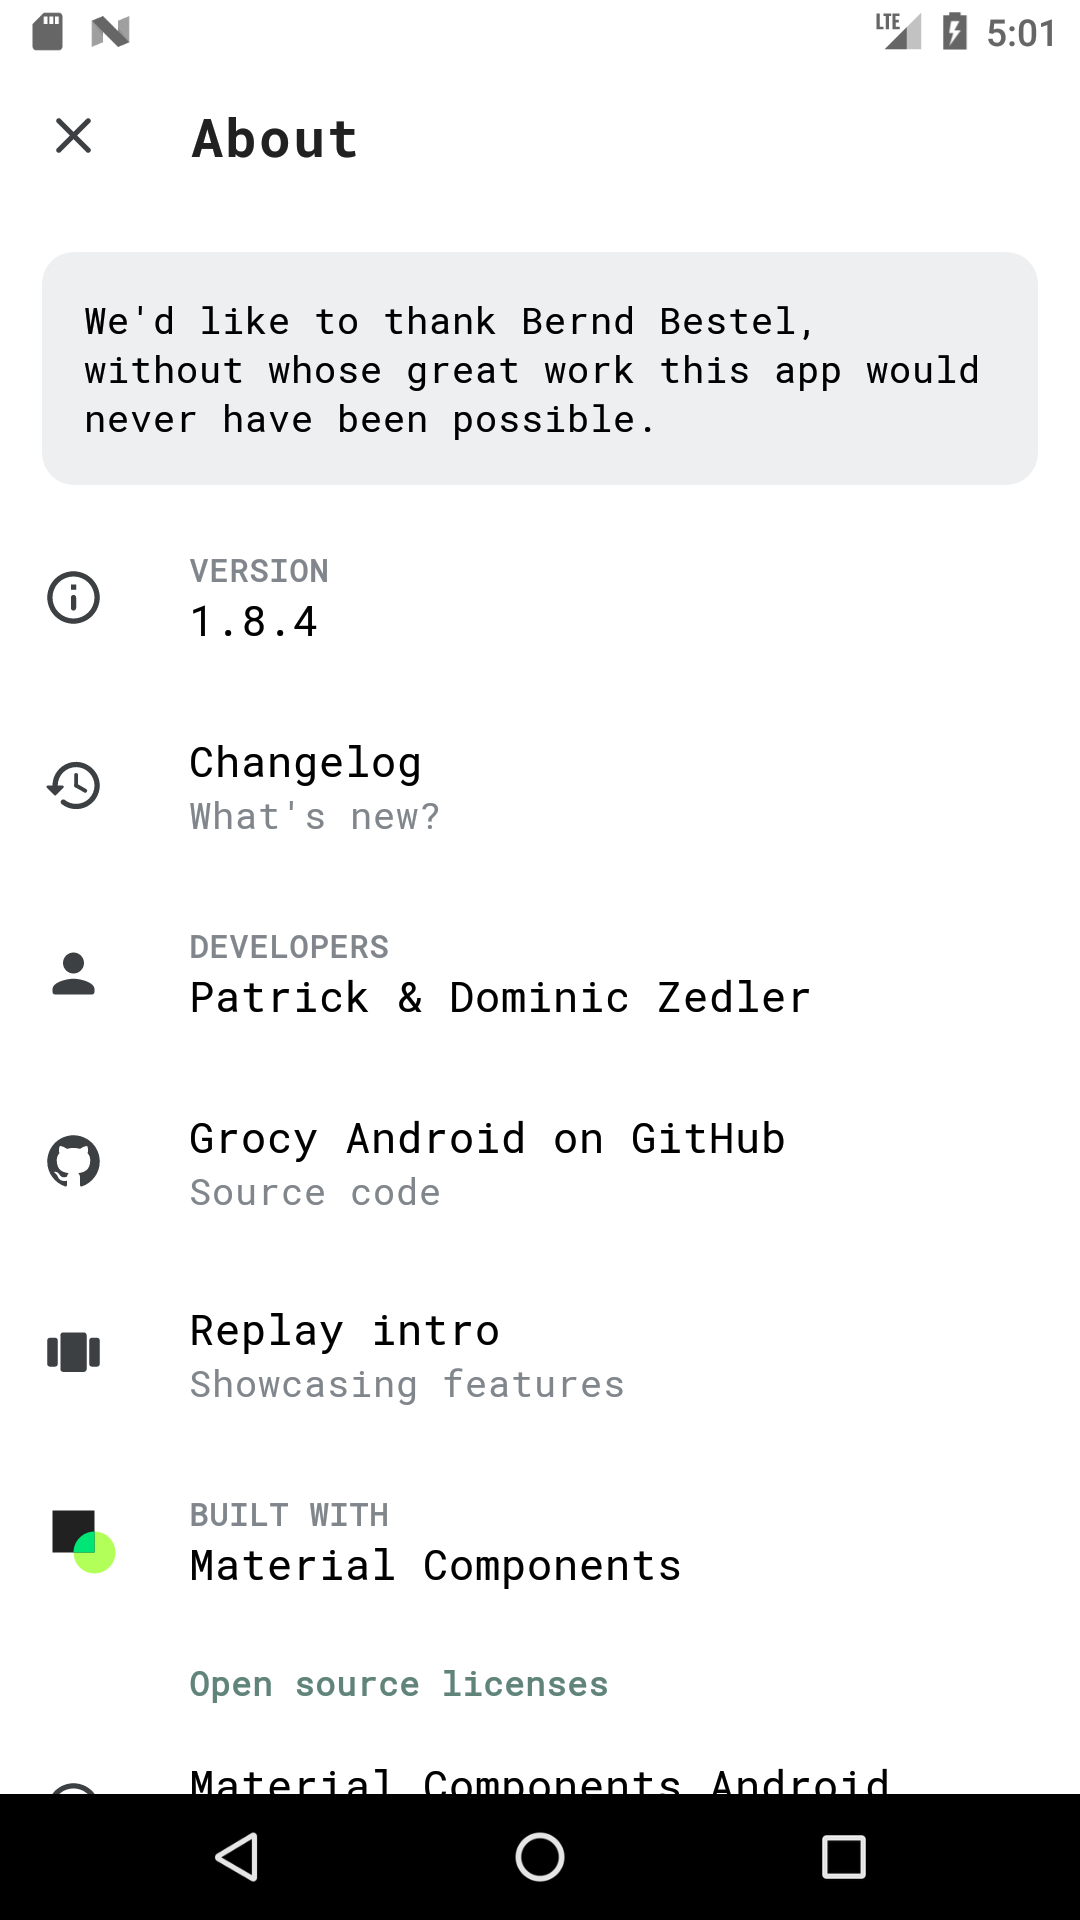 LTE 5:01
About
We'd like to thank Bernd Bestel,
without whose great work this app would
never have been possible.
VERSION
1.8.4
Changelog
What's new?
DEVELOPERS
Patrick & Dominic Zedler
Grocy Android on GitHub
Source code
Replay intro
Showcasing features
BUILT WITH
Material Components
Open source licenses
Material Components Android